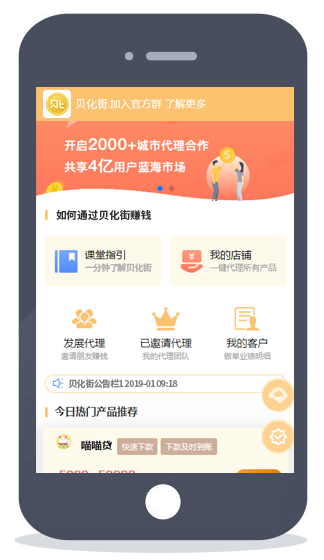 贝化街 加入官方群 了解更多
开启2000+城市代理合作
共享4亿用户蓝海市场
如何通过贝化街赚钱
课堂指引
一分钟了解贝化街
我的店铺
一键代理所有产品
发展代理
邀请朋友赚钱
已邀请代理
我的代理团队
我的客户
做单业绩明细
贝化街公告栏1 2019-01 09:18
今日热门产品推荐
喵喵贷 快速下款 下款及时到账